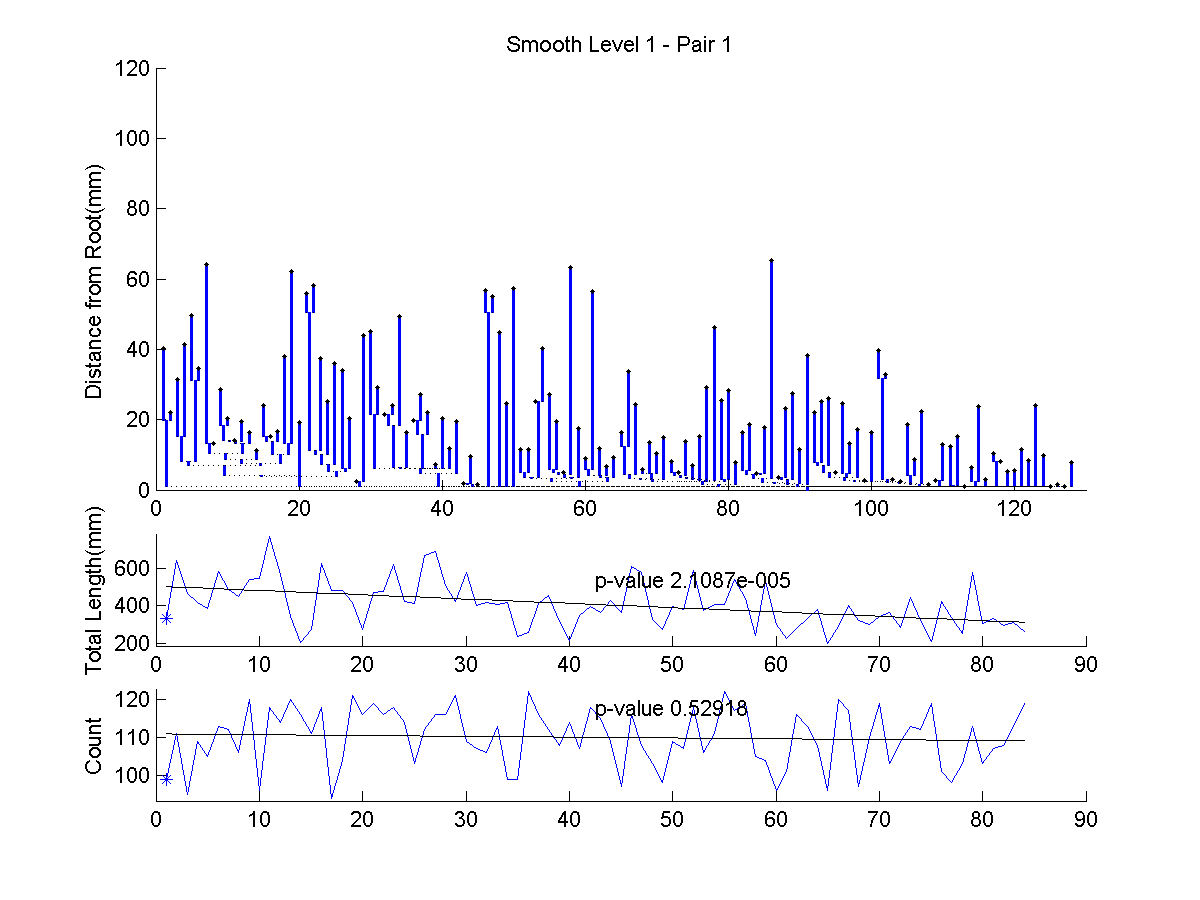 Smooth Level 1 - Pair 1
Distance from Root(mm)
120
100
80
60
40
20
0
0 20 40 60 80 100 120
Total Length(mm)
600
400
200
p-value 2.1087e-005
0 10 20 30 40 50 60 70 80 90
Count
120
110
100
p-value 0.52918
0 10 20 30 40 50 60 70 80 90